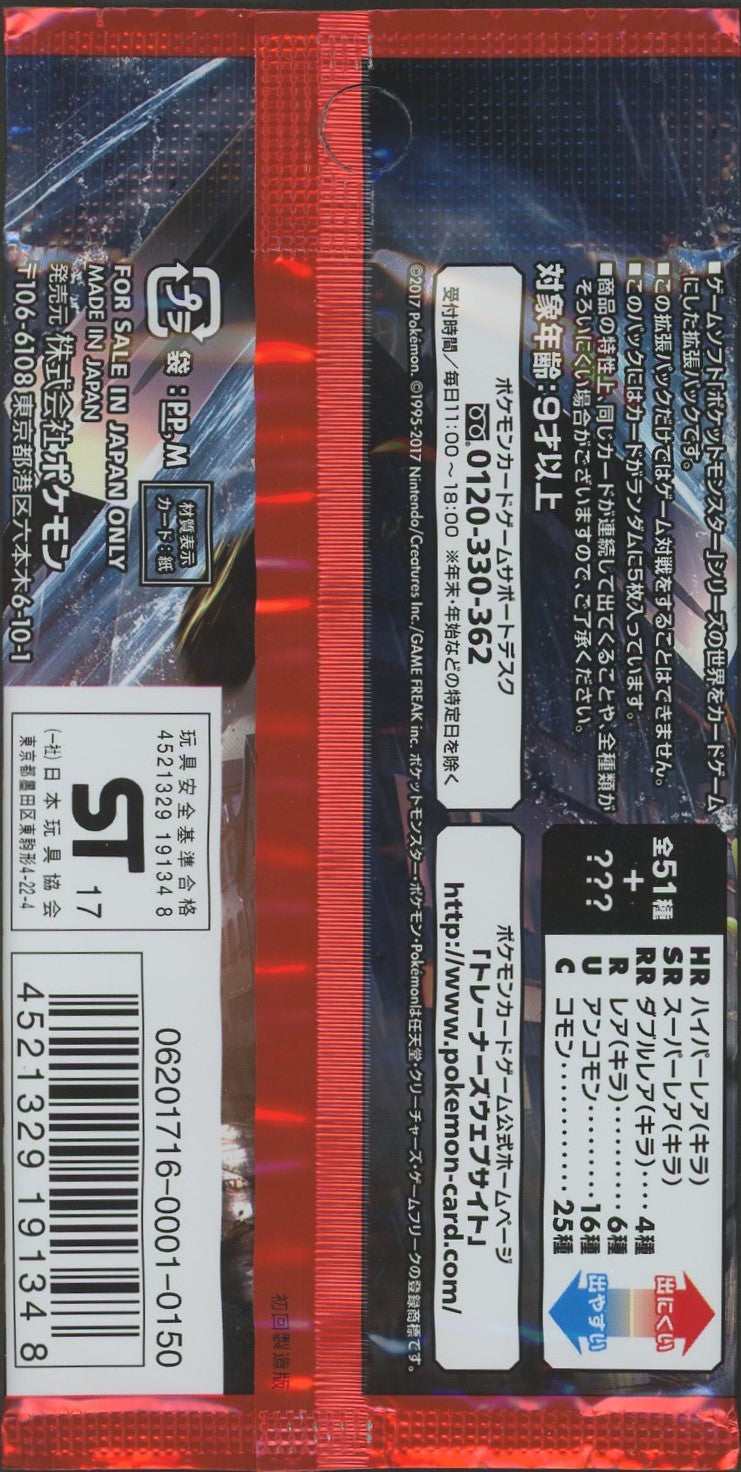 ■ゲームソフト『ポケットモンスター』シリーズの世界をカードゲーム
にした拡張パックです。
■この拡張パックだけではゲーム対戦をすることはできません。
■このパックにはカードがランダムに5枚入っています。
■商品の特性上、同じカードが連続して出てくることや、全種類が
そろいにくい場合がございますので、ご了承ください。
対象年齢:9才以上
ポケモンカードゲームサポートデスク
0120-330-362
受付時間/毎日11:00~18:00 ※年末・年始などの特定日を除く
全51種
+
???
HR ハイパーレア(キラ)
SR スーパーレア(キラ)
RR ダブルレア(キラ)‥‥4種
R レア(キラ)‥‥‥‥‥6種
U アンコモン‥‥‥‥‥16種
C コモン‥‥‥‥‥‥25種
出にくい
出やすい
ポケモンカードゲーム公式ホームページ
「トレーナーズウェブサイト」
http://www.pokemon-card.com/
©2017 Pokémon. ©1995-2017 Nintendo/Creatures Inc./GAME FREAK inc. ポケットモンスター・ポケモン・Pokémonは任天堂・クリーチャーズ・ゲームフリークの登録商標です。
初回製造版
プラ
袋:PP, M
材質表示
カード:紙
FOR SALE IN JAPAN ONLY
MADE IN JAPAN
発売元 株式会社ポケモン
〒106-6108東京都港区六本木6-10-1
玩具安全基準合格
4521329 19134 8
ST 17
(一社)日本玩具協会
東京都墨田区東駒形4-22-4
06201716-0001-0150
4521329 191348